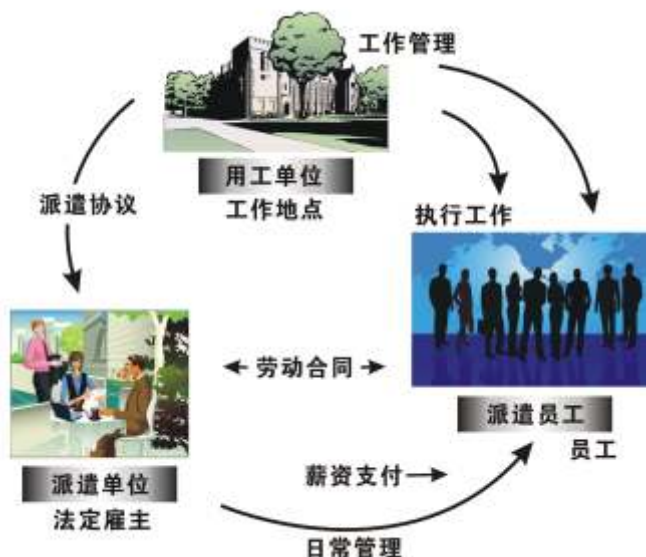 工作管理
用工单位
工作地点
派遣协议
执行工作
劳动合同
派遣员工
员工
派遣单位
法定雇主
薪资支付
日常管理